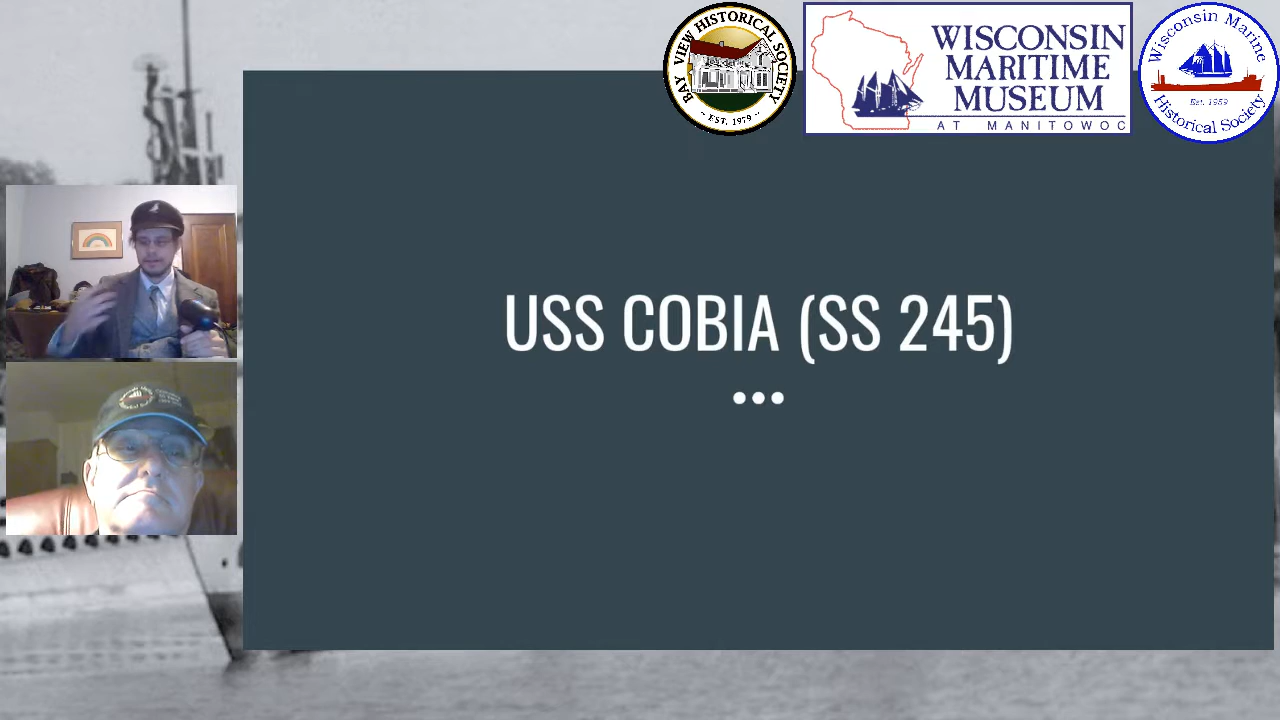 BAY VIEW HISTORICAL SOCIETY
~ EST. 1979 ~
WISCONSIN
MARITIME
MUSEUM
AT MANITOWOC
Wisconsin Marine
Est. 1959
Historical Society
USS COBIA (SS 245)